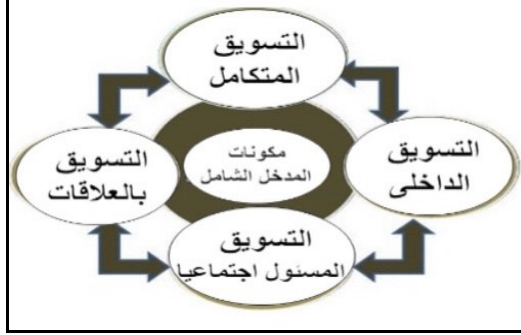 التسويق
المتكامل
التسويق
الداخلى
مكونات
المدخل الشامل
التسويق
بالعلاقات
التسويق
المسئول اجتماعيا